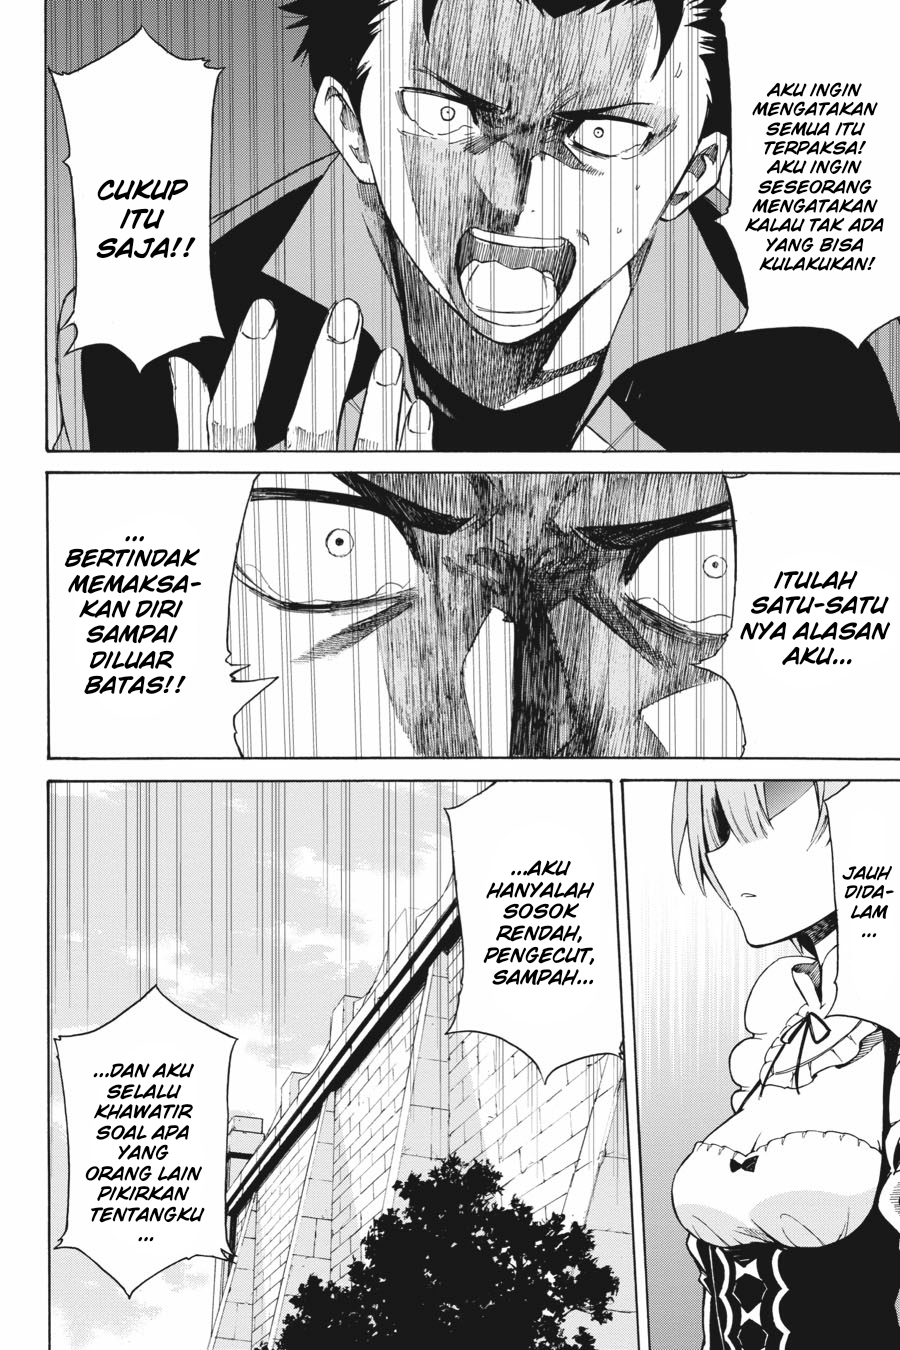 AKU INGIN
MENGATAKAN
SEMUA ITU
TERPAKSA!
AKU INGIN
SESEORANG
MENGATAKAN
KALAU TAK ADA
YANG BISA
KULAKUKAN!
CUKUP
ITU
SAJA!!
ITULAH
SATU-SATU
NYA ALASAN
AKU...
...
BERTINDAK
MEMAKSA-
KAN DIRI
SAMPAI
DILUAR
BATAS!!
JAUH
DIDA-
LAM
...
...AKU
HANYALAH
SOSOK
RENDAH,
PENGECUT,
SAMPAH...
...DAN AKU
SELALU
KHAWATIR
SOAL APA
YANG
ORANG LAIN
PIKIRKAN
TENTANGKU
...